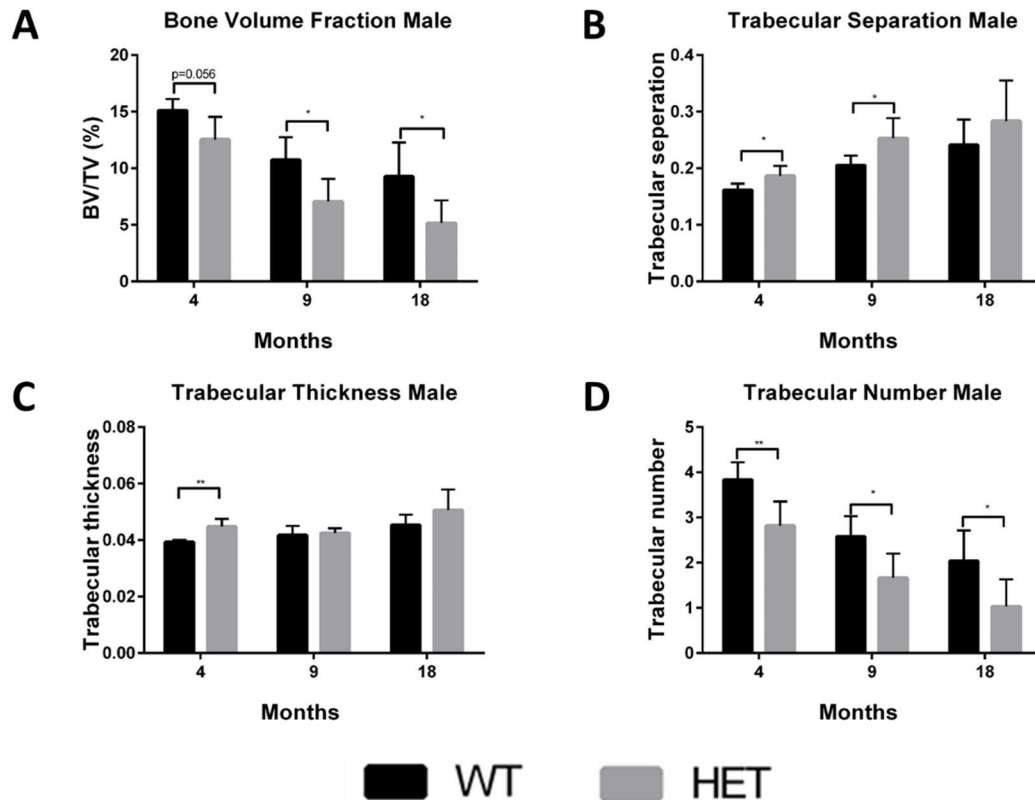 A
Bone Volume Fraction Male
BV/TV (%)
20
15
10
5
0
p=0.056
*
*
4
9
18
Months
B
Trabecular Separation Male
Trabecular seperation
0.4
0.3
0.2
0.1
0.0
*
*
4
9
18
Months
C
Trabecular Thickness Male
Trabecular thickness
0.08
0.06
0.04
0.02
0.00
**
4
9
18
Months
D
Trabecular Number Male
Trabecular number
5
4
3
2
1
0
**
*
*
4
9
18
Months
WT
HET